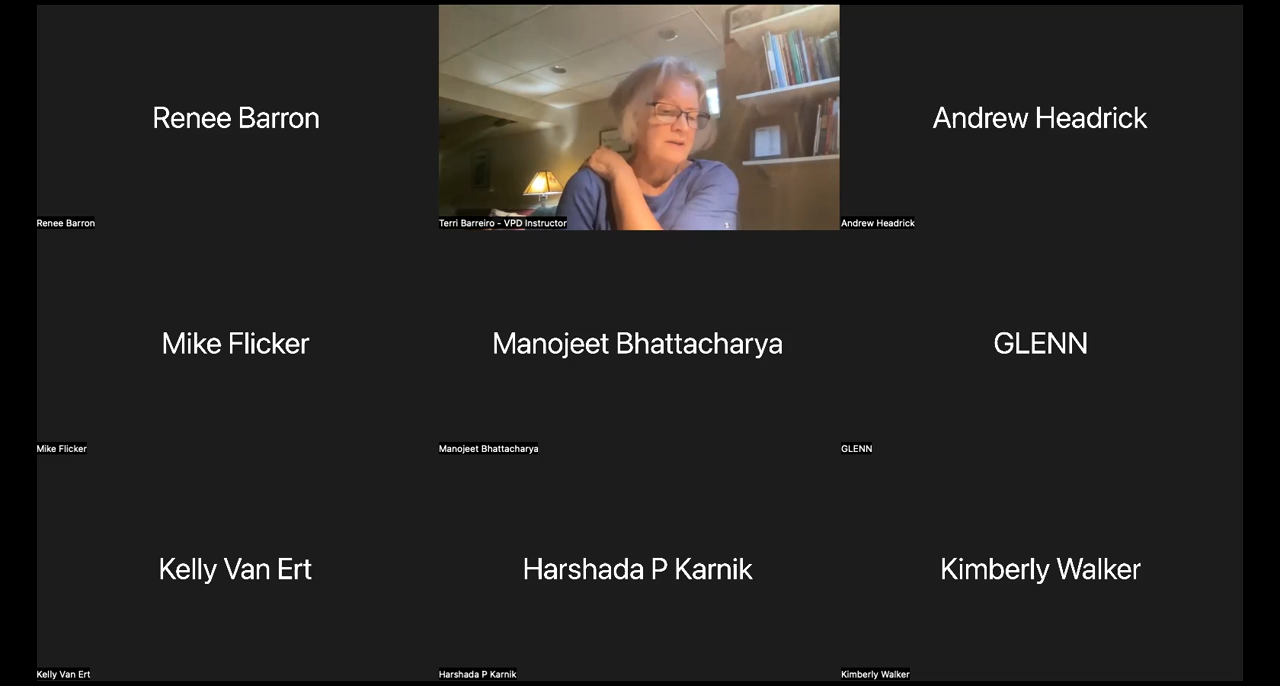 Renee Barron
Andrew Headrick
Renee Barron
Terri Barreiro - VPD Instructor
Andrew Headrick
Mike Flicker
Manojeet Bhattacharya
GLENN
Mike Flicker
Manojeet Bhattacharya
GLENN
Kelly Van Ert
Harshada P Karnik
Kimberly Walker
Kelly Van Ert
Harshada P Karnik
Kimberly Walker